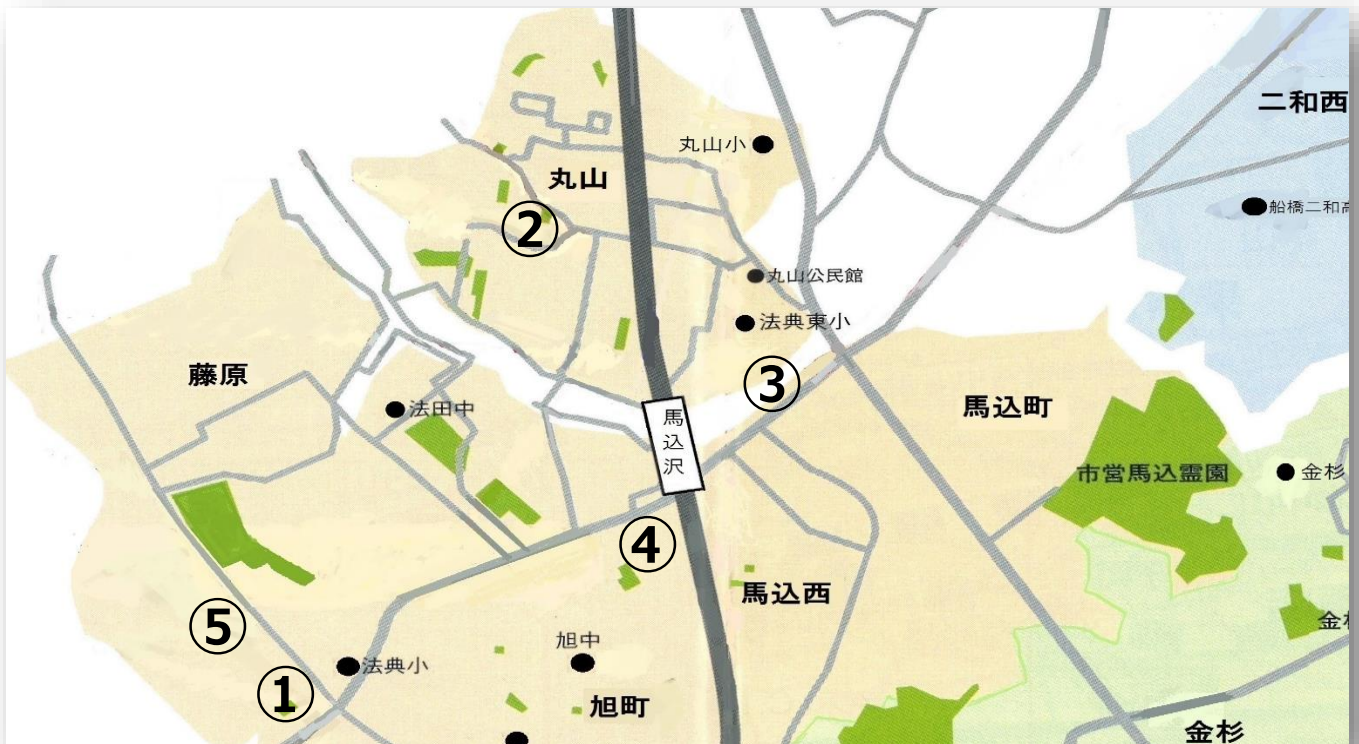 二和西
丸山小
丸山
船橋二和高
②
丸山公民館
法典東小
藤原
③
馬込町
法田中
馬込沢
市営馬込霊園
金杉
④
馬込西
⑤
金杉
旭中
法典小
①
旭町
金杉